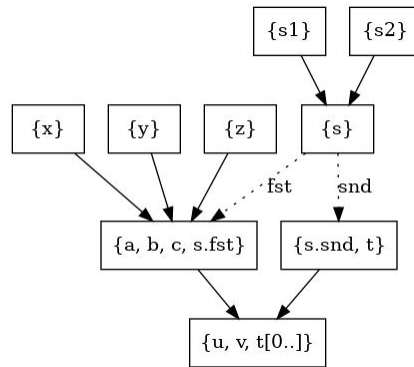 {s1} {s2}
{x} {y} {z} {s}
fst snd
{a, b, c, s.fst} {s.snd, t}
{u, v, t[0..]}